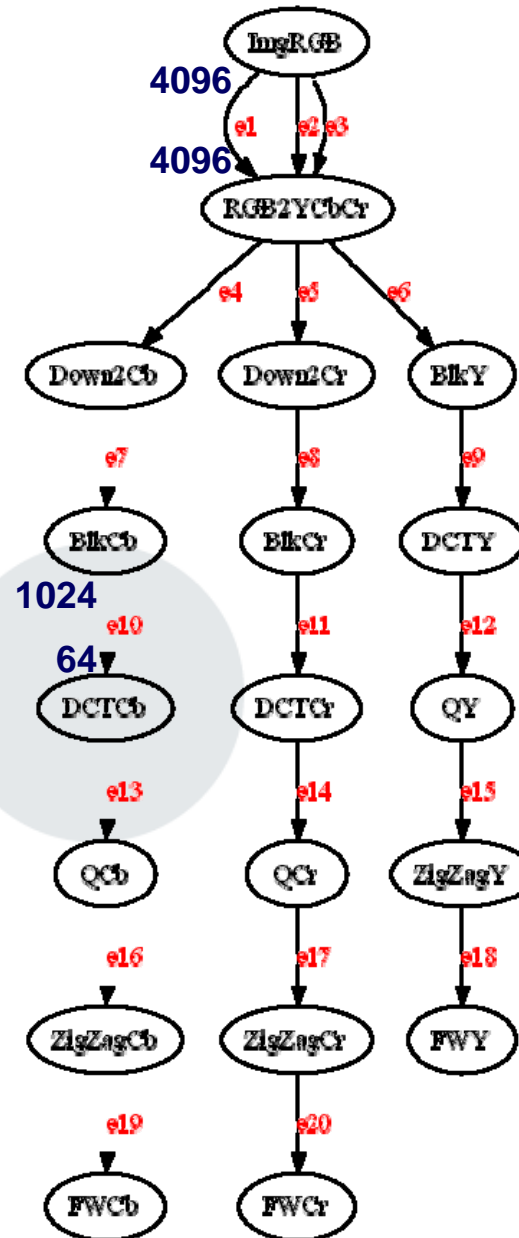 ImgRGB
4096
e1 e2 e3
4096
RGB2YCbCr
e4 e5 e6
Down2Cb Down2Cr BlkY
e7 e8 e9
BlkCb BlkCr DCTY
1024
e10 e11 e12
64
DCTCb DCTCr QY
e13 e14 e15
QCb QCr ZigZagY
e16 e17 e18
ZigZagCb ZigZagCr FWY
e19 e20
FWCb FWCr